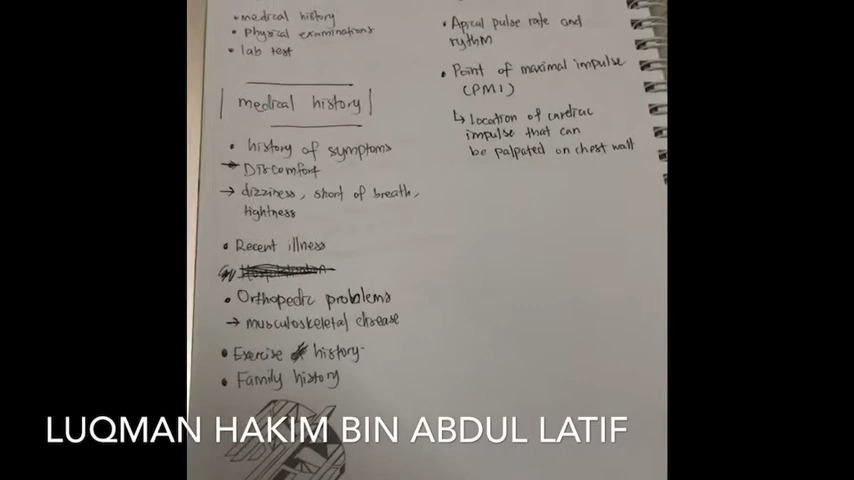 • medical history
• Physical examinations
• lab test
medical history
• history of symptoms
→ Discomfort
→ dizziness, short of breath,
tightness
• Recent illness
• Orthopedic problems
→ musculoskeletal disease
• Exercise history
• Family history
• Apical pulse rate and
rythm
• Point of maximal impulse
(PMI)
↳ location of cardiac
impulse that can
be palpated on chest wall
LUQMAN HAKIM BIN ABDUL LATIF